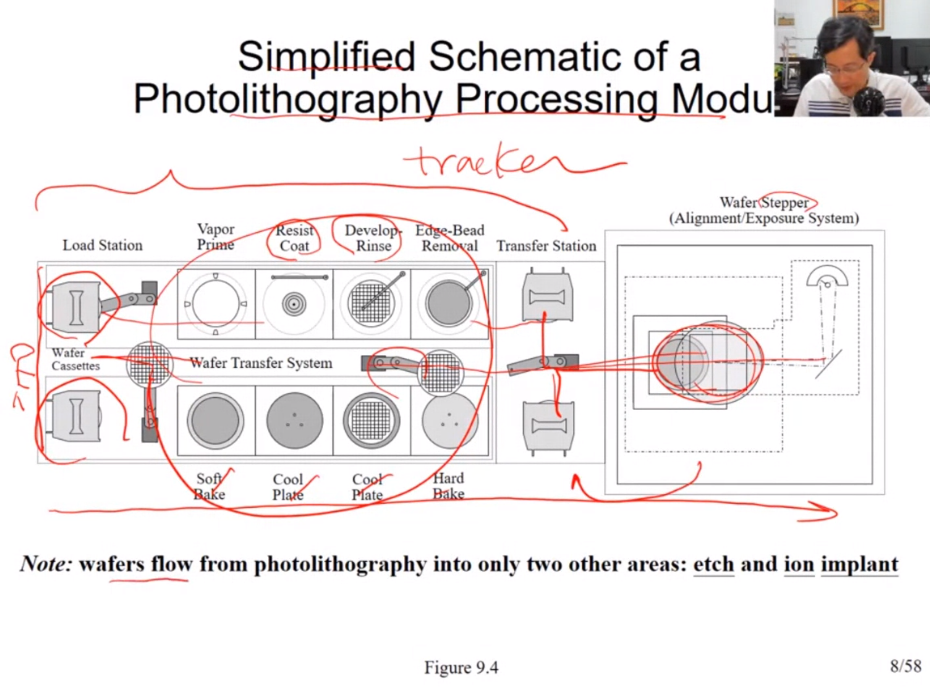 Simplified Schematic of a
Photolithography Processing Modu
tracker
Wafer Stepper
(Alignment/Exposure System)
Load Station
Vapor
Prime
Resist
Coat
Develop-
Rinse
Edge-Bead
Removal
Transfer Station
Wafer
Cassettes
Wafer Transfer System
Soft
Bake
Cool
Plate
Cool
Plate
Hard
Bake
Note: wafers flow from photolithography into only two other areas: etch and ion implant
Figure 9.4
8/58